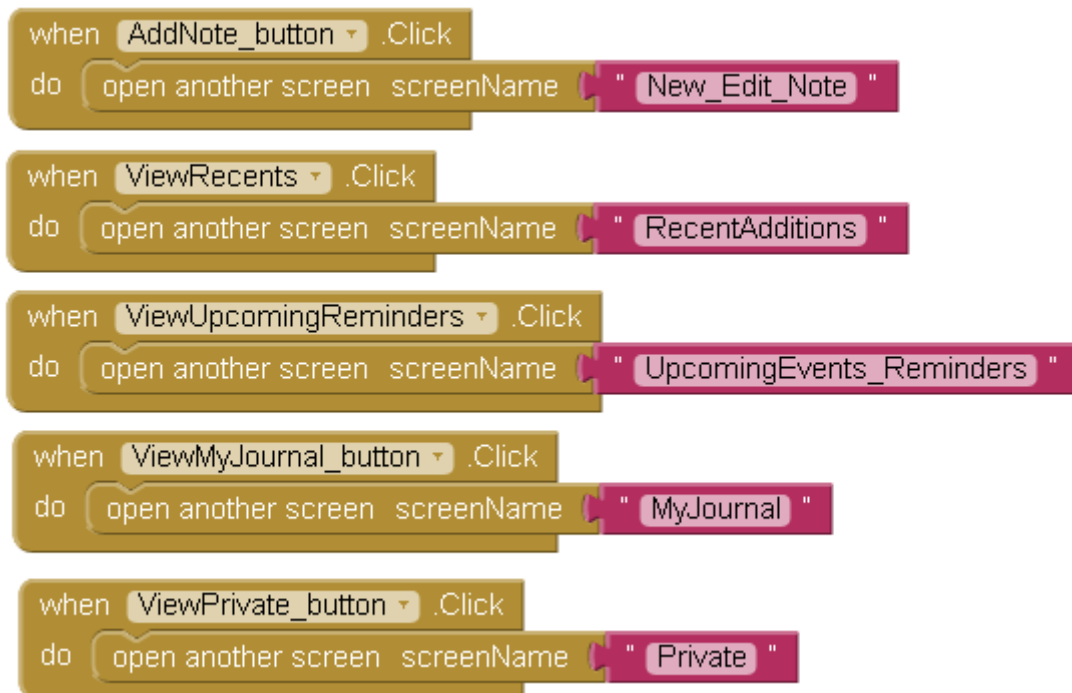 when AddNote_button .Click
do open another screen screenName " New_Edit_Note "
when ViewRecents .Click
do open another screen screenName " RecentAdditions "
when ViewUpcomingReminders .Click
do open another screen screenName " UpcomingEvents_Reminders "
when ViewMyJournal_button .Click
do open another screen screenName " MyJournal "
when ViewPrivate_button .Click
do open another screen screenName " Private "